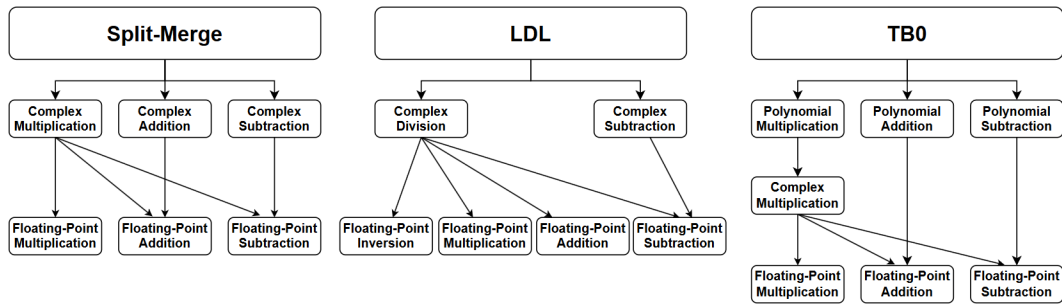 Split-Merge
LDL
TB0
Complex
Multiplication
Complex
Addition
Complex
Subtraction
Complex
Division
Complex
Subtraction
Polynomial
Multiplication
Polynomial
Addition
Polynomial
Subtraction
Complex
Multiplication
Floating-Point
Multiplication
Floating-Point
Addition
Floating-Point
Subtraction
Floating-Point
Inversion
Floating-Point
Multiplication
Floating-Point
Addition
Floating-Point
Subtraction
Floating-Point
Multiplication
Floating-Point
Addition
Floating-Point
Subtraction